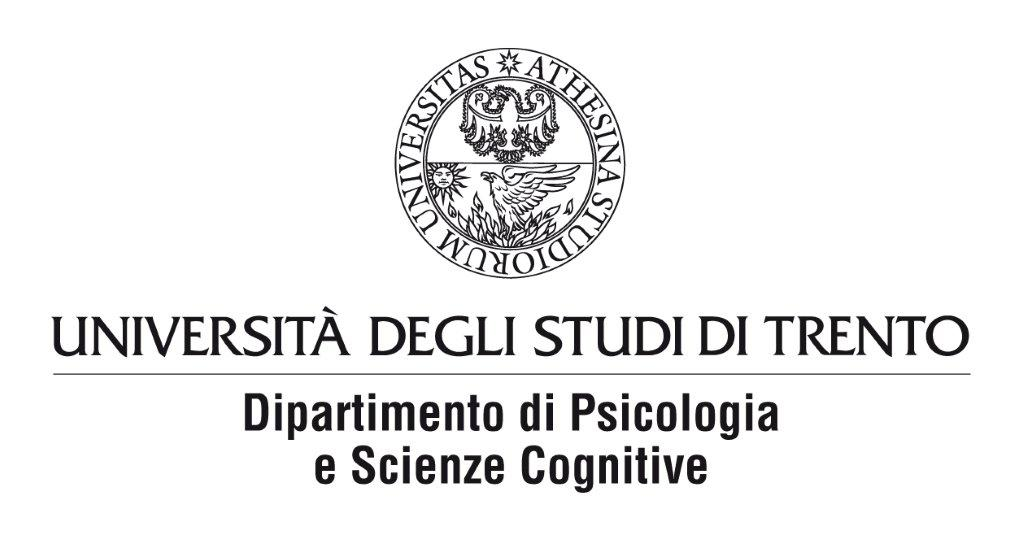 ATHESINA STUDIORUM UNIVERSITAS
UNIVERSITÀ DEGLI STUDI DI TRENTO
Dipartimento di Psicologia
e Scienze Cognitive